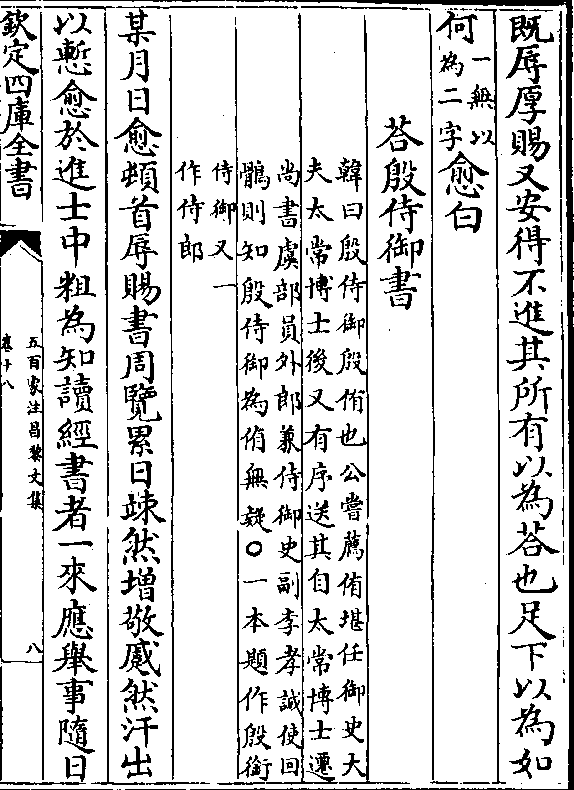 既辱厚賜又安得不進其所有以為荅也足下以為如
何一無以為二字愈白
荅殷侍御書
韓曰殷侍御殷侑也公嘗薦侑堪任御史大
夫太常博士後又有序送其自太常博士遷
尚書虞部員外郎兼侍御史副李孝誠使回
鶻則知殷侍御為侑無疑○一本題作殷銜
侍御又一
作侍郎
某月日愈頓首辱賜書周覽累日竦然增敬蹙然汗出
以慙愈於進士中粗為知讀經書者一來應舉事隨日
欽定四庫全書
五百家注昌黎文集
卷十八
八